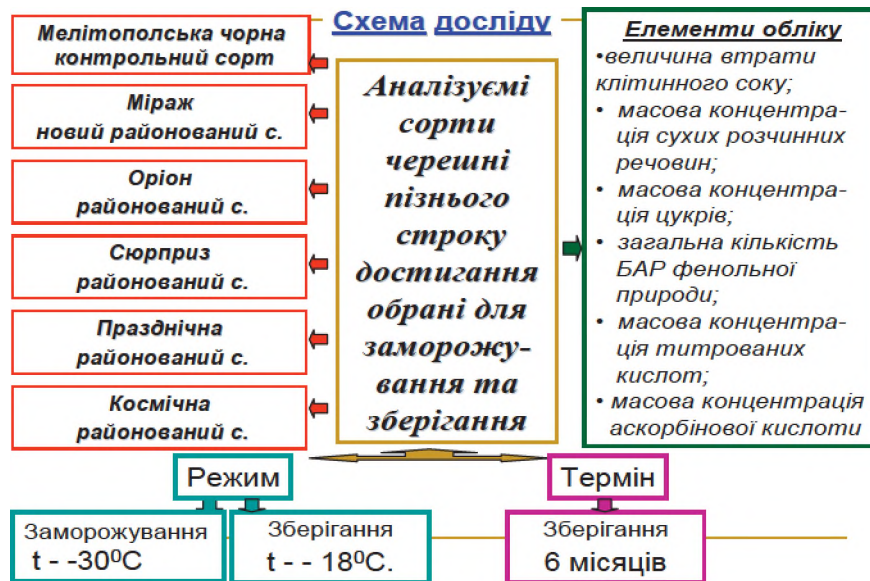 Схема досліду
Мелітополська чорна
контрольний сорт
Міраж
новий районований с.
Оріон
районований с.
Сюрприз
районований с.
Празднічна
районований с.
Космічна
районований с.
Аналізуємі
сорти
черешні
пізнього
строку
достигання
обрані для
заморожу-
вання та
зберігання
Елементи обліку
•величина втрати
клітинного соку;
• масова концентра-
ція сухих розчинних
речовин;
• масова концентра-
ція цукрів;
• загальна кількість
БАР фенольної
природи;
• масова концентра-
ція титрованих
кислот;
• масова концентрація
аскорбінової кислоти
Режим
Заморожування
t - -30⁰C
Зберігання
t - - 18⁰C.
Термін
Зберігання
6 місяців